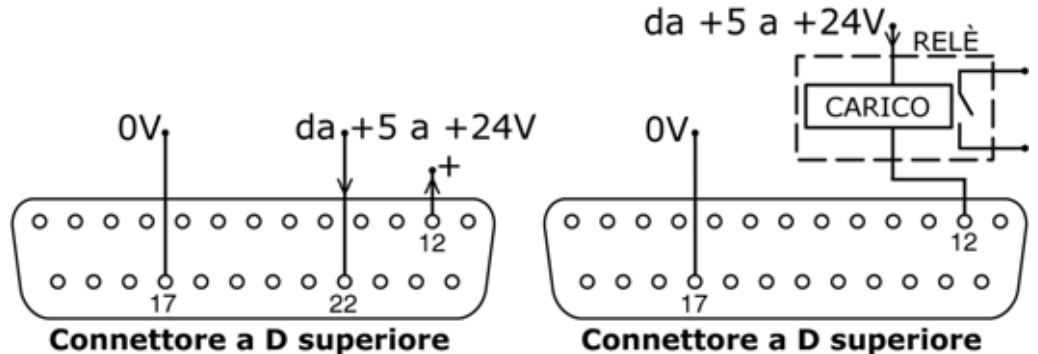 0V
da +5 a +24V
+
12
17
22
Connettore a D superiore
da +5 a +24V
RELÈ
CARICO
0V
12
17
Connettore a D superiore